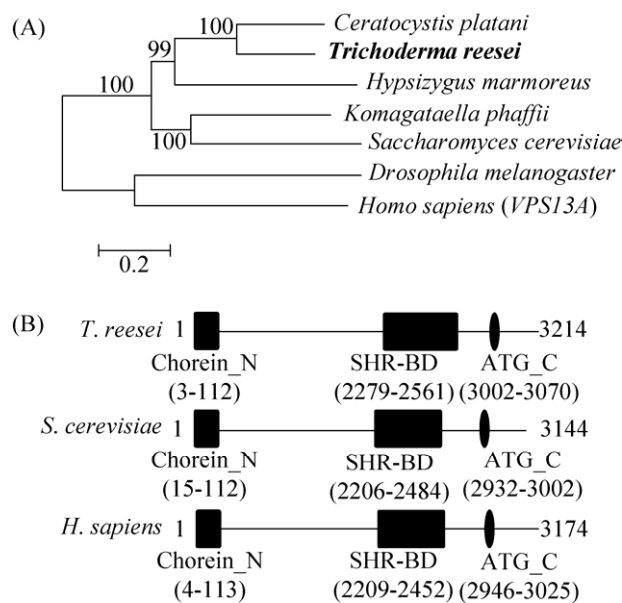 (A)
100 Ceratocystis platani
Trichoderma reesei
99
Hypsizygus marmoreus
100
Komagataella phaffii
100 Saccharomyces cerevisiae
Drosophila melanogaster
Homo sapiens (VPS13A)
0.2
(B)
T. reesei 1 3214
Chorein_N SHR-BD ATG_C
(3-112) (2279-2561) (3002-3070)
S. cerevisiae 1 3144
Chorein_N SHR-BD ATG_C
(15-112) (2206-2484) (2932-3002)
H. sapiens 1 3174
Chorein_N SHR-BD ATG_C
(4-113) (2209-2452) (2946-3025)